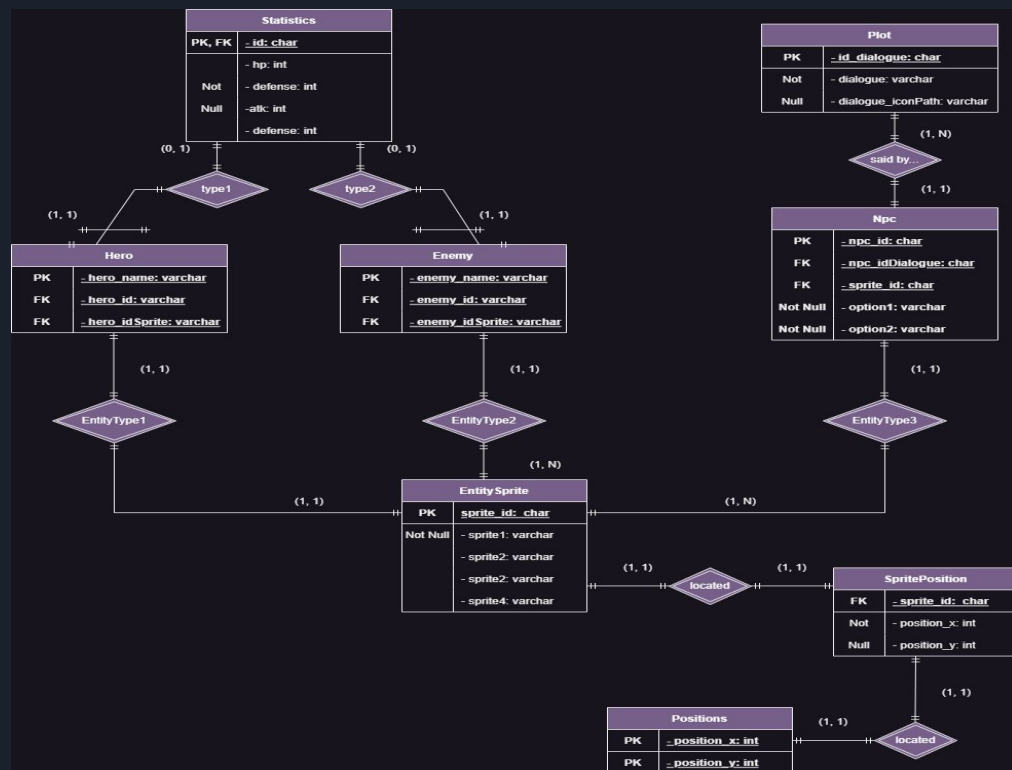 Statistics
PK, FK - id: char
- hp: int
Not - defense: int
Null -atk: int
- defense: int
Plot
PK - id_dialogue: char
Not - dialogue: varchar
Null - dialogue_iconPath: varchar
(0, 1) (0, 1)
(1, N)
said by...
type1 type2
(1, 1)
(1, 1) (1, 1)
Npc
PK - npc_id: char
FK - npc_idDialogue: char
FK - sprite_id: char
Not Null - option1: varchar
Not Null - option2: varchar
Hero
PK - hero_name: varchar
FK - hero_id: varchar
FK - hero_idSprite: varchar
Enemy
PK - enemy_name: varchar
FK - enemy_id: varchar
FK - enemy_idSprite: varchar
(1, 1) (1, 1) (1, 1)
EntityType1 EntityType2 EntityType3
(1, N)
(1, 1) (1, N)
EntitySprite
PK sprite_id: char
Not Null - sprite1: varchar
- sprite2: varchar
- sprite2: varchar
- sprite4: varchar
(1, 1) (1, 1)
located
SpritePosition
FK - sprite_id: char
Not - position_x: int
Null - position_y: int
(1, 1)
(1, 1)
located
Positions
PK - position_x: int
PK - position_y: int